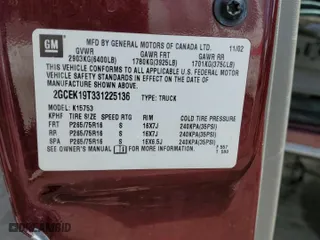 GM
MFD BY GENERAL MOTORS OF CANADA LTD. 11/02
GVWR GAWR FRT GAWR RR
2903KG(6400LB) 1780KG(3925LB) 1701KG(3750LB)
THIS VEHICLE CONFORMS TO ALL APPLICABLE U.S. FEDERAL MOTOR
VEHICLE SAFETY STANDARDS IN EFFECT ON THE DATE OF
MANUFACTURE SHOWN ABOVE.
2GCEK19T331225136 TYPE: TRUCK
MODEL: K15753
KPHF TIRE SIZE SPEED RTG RIM COLD TIRE PRESSURE
FRT P265/75R16 S 16X7J 240KPA(35PSI)
RR P265/75R16 S 16X7J 240KPA(35PSI)
SPA P265/75R16 S 16X6.5J 240KPA(35PSI)
SEE OWNER'S MANUAL FOR ADDITIONAL INFORMATION